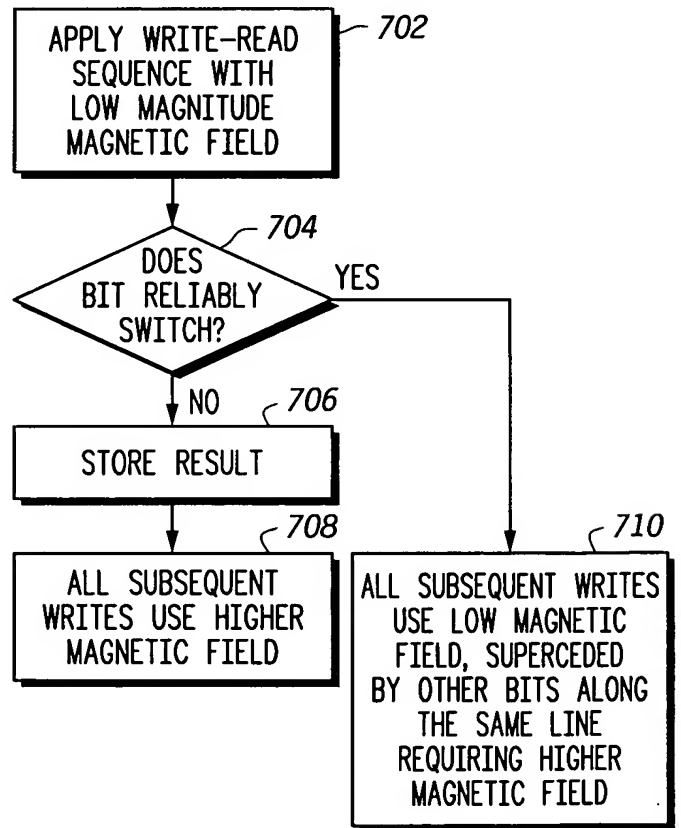 APPLY WRITE-READ
SEQUENCE WITH
LOW MAGNITUDE
MAGNETIC FIELD
702
DOES
BIT RELIABLY
SWITCH?
704
YES
NO
STORE RESULT
706
ALL SUBSEQUENT
WRITES USE HIGHER
MAGNETIC FIELD
708
ALL SUBSEQUENT WRITES
USE LOW MAGNETIC
FIELD, SUPERCEDED
BY OTHER BITS ALONG
THE SAME LINE
REQUIRING HIGHER
MAGNETIC FIELD
710